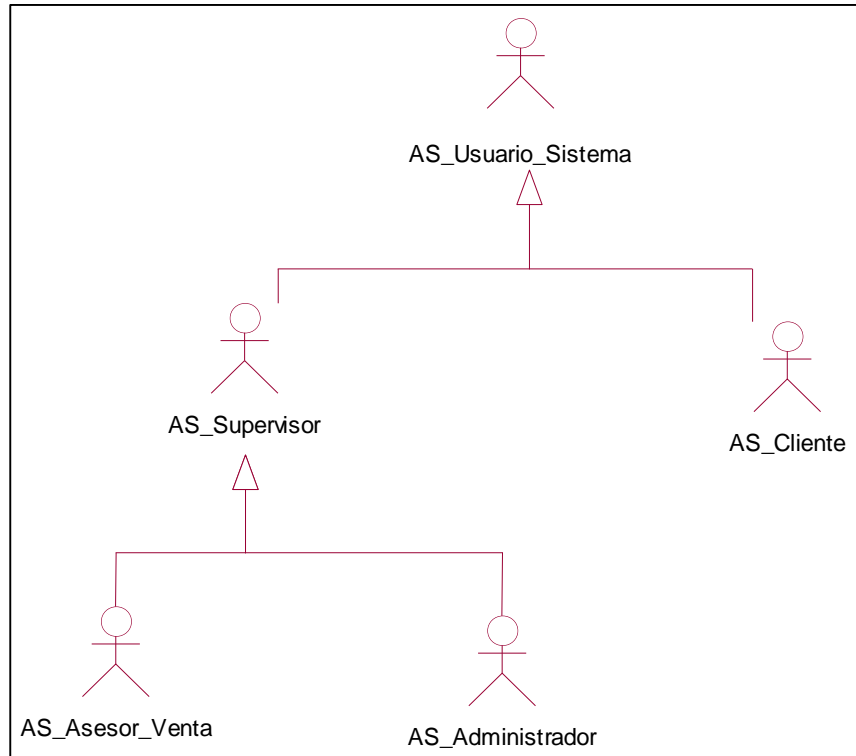 AS_Usuario_Sistema
AS_Supervisor
AS_Cliente
AS_Asesor_Venta
AS_Administrador